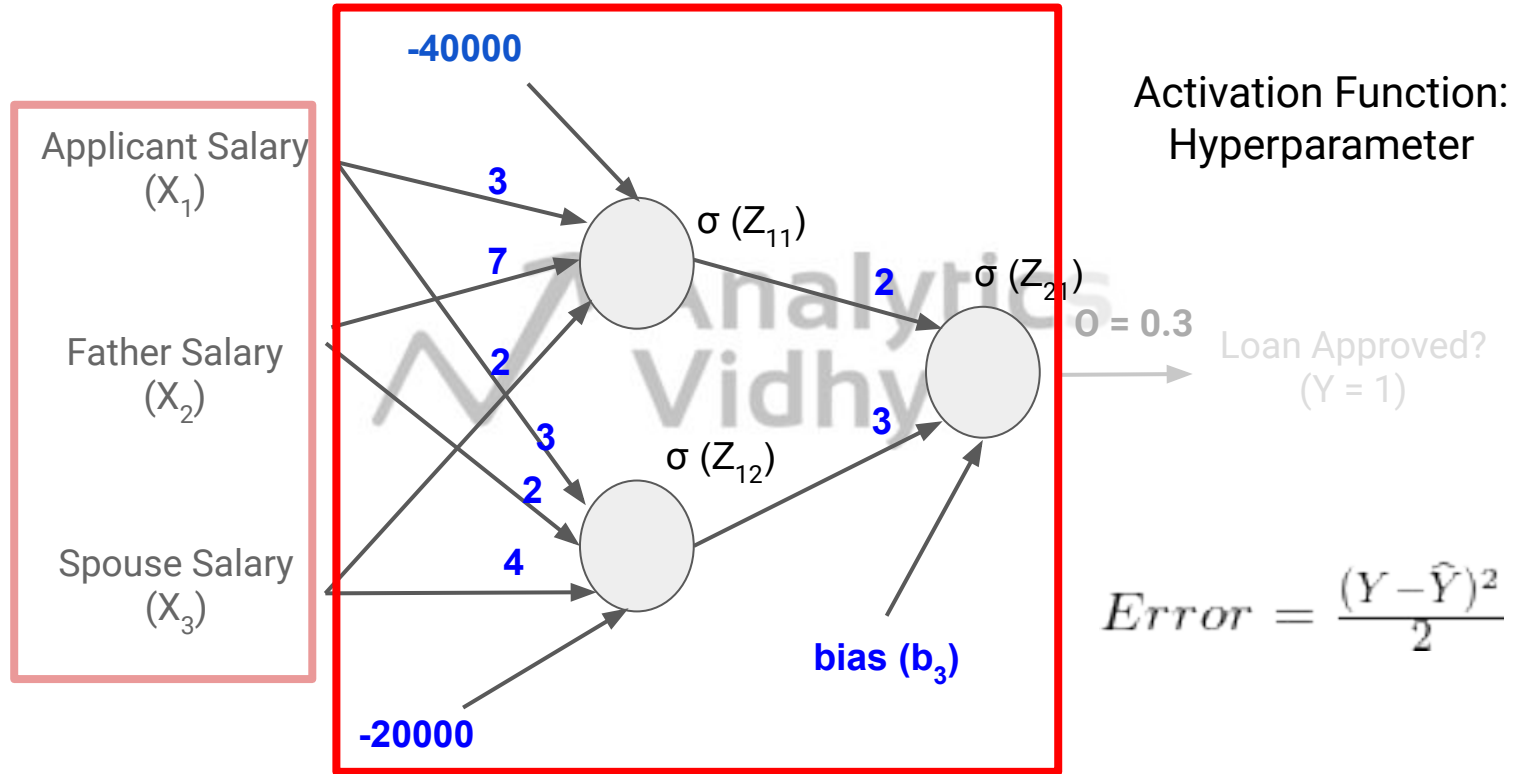 -40000
Activation Function:
Hyperparameter
Applicant Salary
(X₁)
3
σ (Z₁₁)
7
2
σ (Z₂₁)
Analytics
Vidhy
O = 0.3
Loan Approved?
(Y = 1)
Father Salary
(X₂)
2
3
3
σ (Z₁₂)
2
Spouse Salary
(X₃)
4
Error = (Y − Ŷ)² / 2
bias (b₃)
-20000